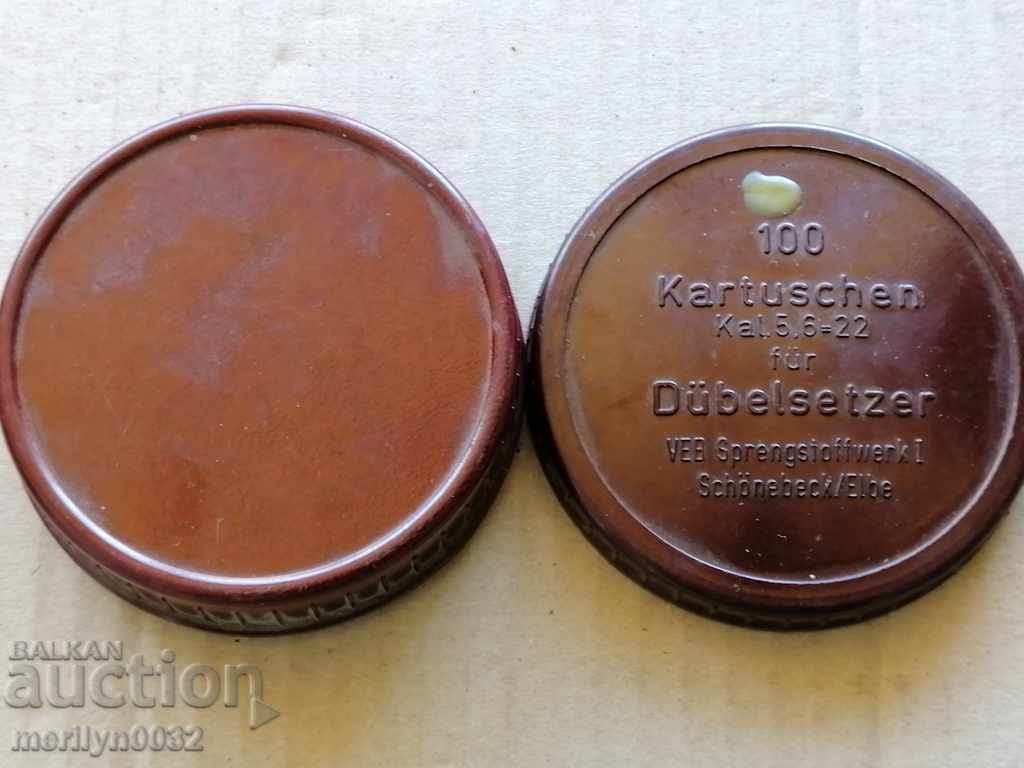 100
Kartuschen
Kal.5,6=22
für
Dübelsetzer
VEB Sprengstoffwerk I
Schönebeck/Elbe
BALKAN
auction
merilyn0032